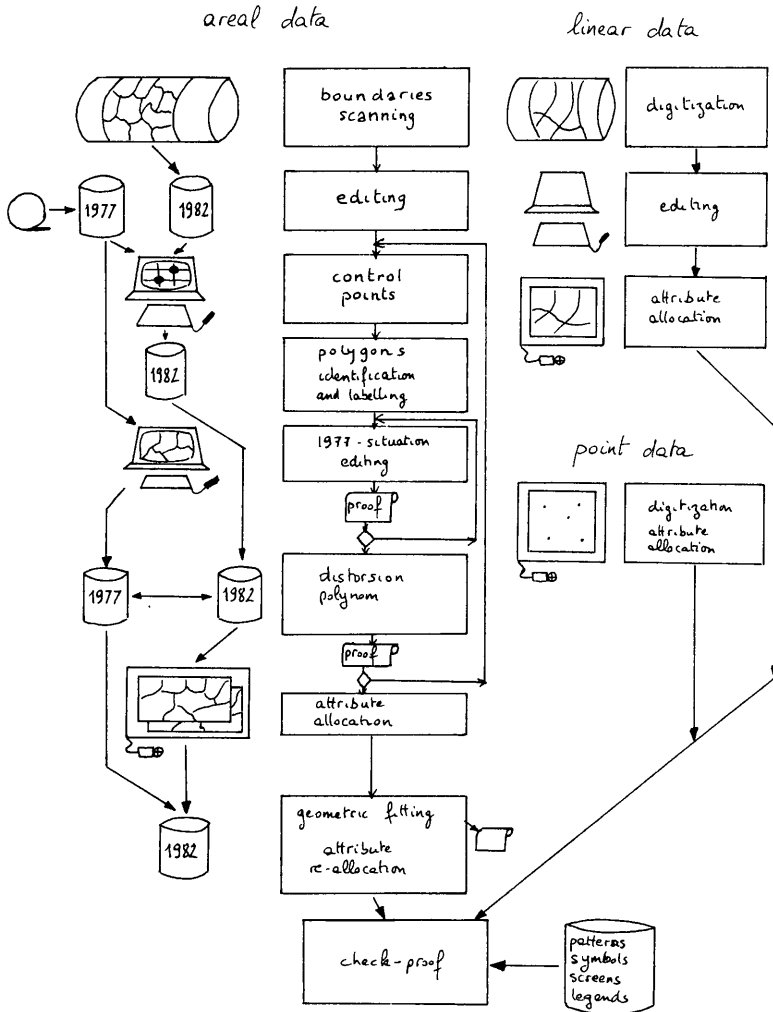 areal data
linear data
boundaries
scanning
digitization
1977
1982
editing
editing
control
points
attribute
allocation
1982
polygons
identification
and labelling
1977-situation
editing
point data
proof
digitization
attribute
allocation
distorsion
polynom
1977
1982
proof
attribute
allocation
geometric fitting
attribute
re-allocation
1982
check-proof
patterns
symbols
screens
legends